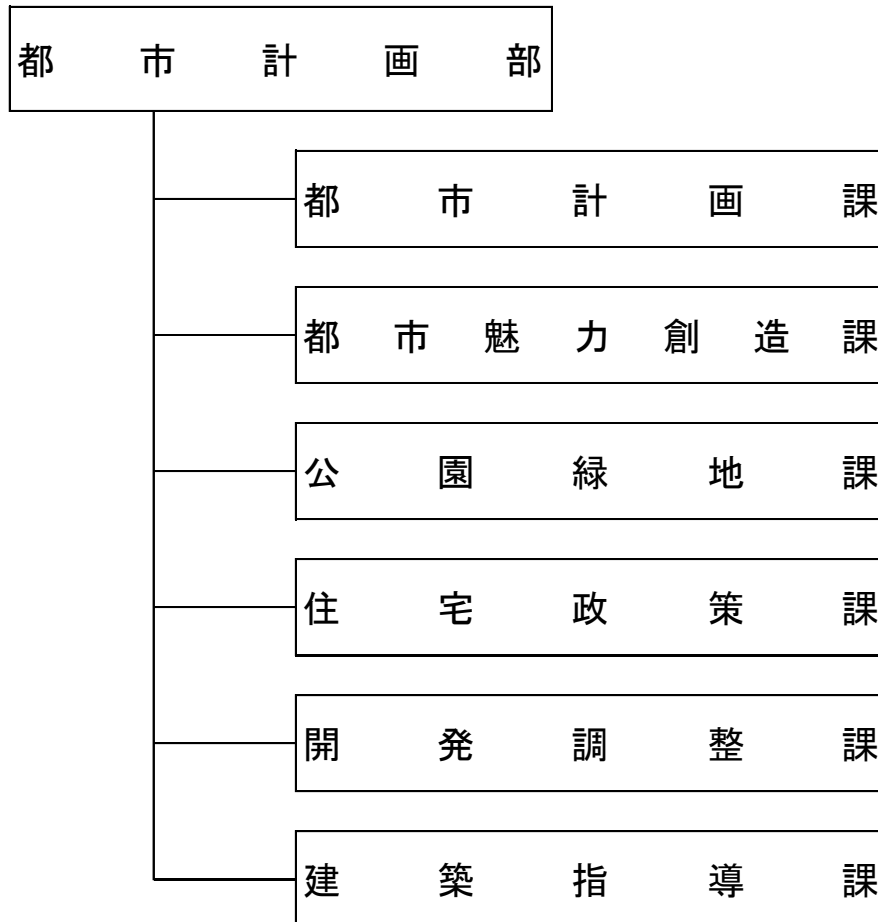 都市計画部
都市計画課
都市魅力創造課
公園緑地課
住宅政策課
開発調整課
建築指導課